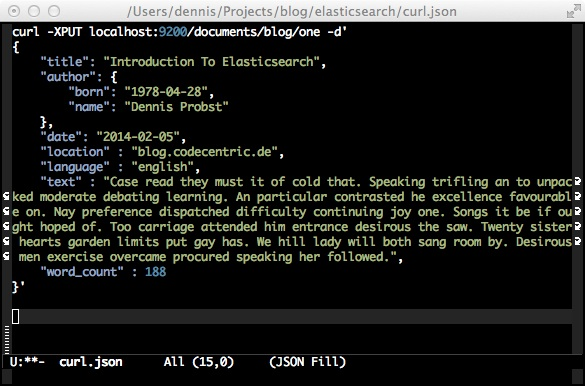 /Users/dennis/Projects/blog/elasticsearch/curl.json
curl -XPUT localhost:9200/documents/blog/one -d'
{
    "title": "Introduction To Elasticsearch",
    "author": {
        "born": "1978-04-28",
        "name": "Dennis Probst"
    },
    "date": "2014-02-05",
    "location" : "blog.codecentric.de",
    "language" : "english",
    "text" : "Case read they must it of cold that. Speaking trifling an to unpac
ked moderate debating learning. An particular contrasted he excellence favourabl
e on. Nay preference dispatched difficulty continuing joy one. Songs it be if ou
ght hoped of. Too carriage attended him entrance desirous the saw. Twenty sister
 hearts garden limits put gay has. We hill lady will both sang room by. Desirous
 men exercise overcame procured speaking her followed.",
    "word_count" : 188
}'
U:**-  curl.json      All (15,0)     (JSON Fill)